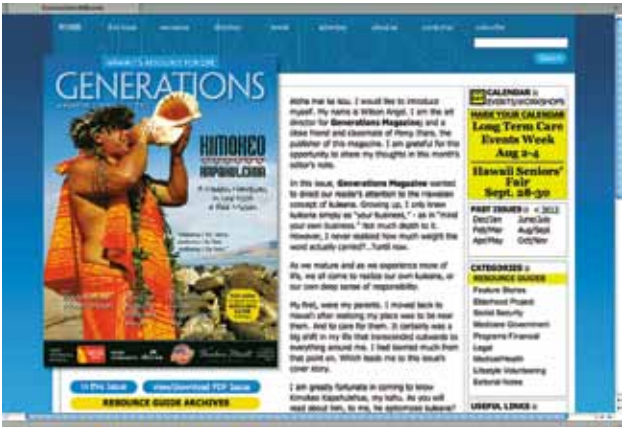 HOME
HAWAI'I'S RESOURCE FOR LIFE
GENERATIONS
KIMOKEO
KAPAHULEHUA
In This Issue
View/Download PDF Issue
RESOURCE GUIDE ARCHIVES
Aloha mai ka kou. I would like to introduce
myself. My name is Wilson Angel. I am the art
director for Generations Magazine; and a
close friend and classmate of Percy Ihara, the
publisher of this magazine. I am grateful for this
opportunity to share my thoughts in this month's
editor's note.
In this issue, Generations Magazine wanted
to direct our reader's attention to the Hawaiian
concept of kuleana. Growing up, I only knew
kuleana simply as "your business," - as in "mind
your own business." Not much depth to it.
However, I never realized how much weight the
word actually carried?...Until now.
As we mature and as we experience more of
life, we all come to realize our own kuleana, or
our own deep sense of responsibility.
My first, were my parents. I moved back to
Hawai'i after realizing my place was to be near
them. And to care for them. It certainly was a
big shift in my life that transcended outwards to
everything around me. I had learned much from
that point on. Which leads me to this issue's
cover story.
I am greatly fortunate in coming to know
Kimokeo Kapahulehua, my kahu. As you will
read about him, to me, he epitomizes kuleana!
CALENDAR
EVENTS/WORKSHOPS
MARK YOUR CALENDAR
Long Term Care
Events Week
Aug 2-4
Hawaii Seniors'
Fair
Sept. 28-30
PAST ISSUES < 2012
Dec/Jan June/July
Feb/Mar Aug/Sept
Apr/May Oct/Nov
CATEGORIES
RESOURCE GUIDES
Feature Stories
Elderhood Project
Social Security
Medicare Government
Programs Financial
Legal
Medical/Health
Lifestyle Volunteering
Editorial Notes
USEFUL LINKS